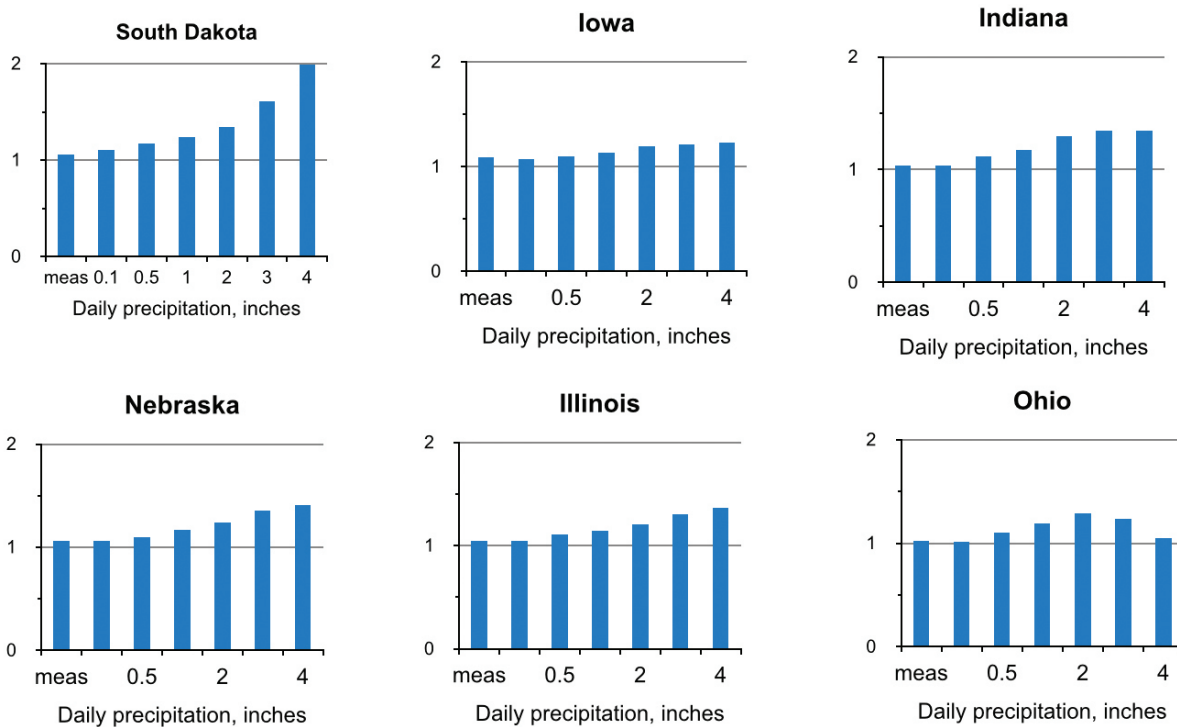 South Dakota
2
1
0
meas 0.1 0.5 1 2 3 4
Daily precipitation, inches
Iowa
2
1
0
meas 0.5 2 4
Daily precipitation, inches
Indiana
2
1
0
meas 0.5 2 4
Daily precipitation, inches
Nebraska
2
1
0
meas 0.5 2 4
Daily precipitation, inches
Illinois
2
1
0
meas 0.5 2 4
Daily precipitation, inches
Ohio
2
1
0
meas 0.5 2 4
Daily precipitation, inches